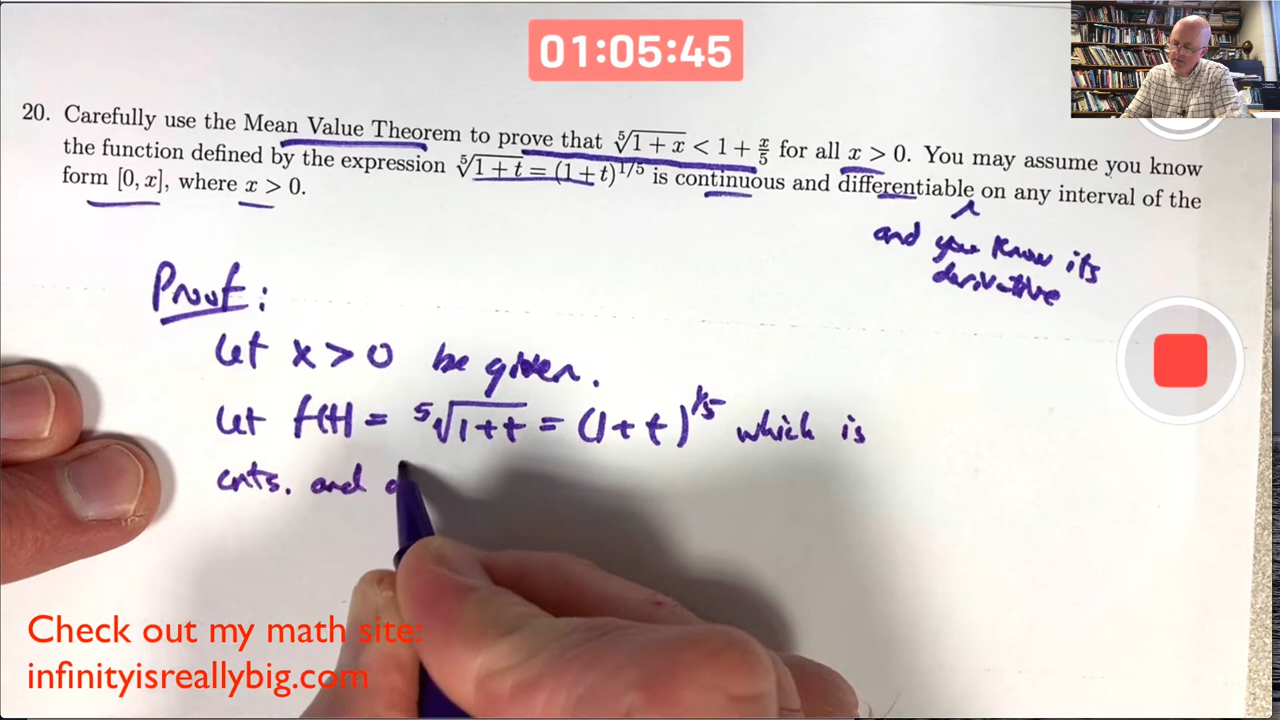 01:05:45
20. Carefully use the Mean Value Theorem to prove that ⁵√1+x < 1 + x/5 for all x > 0. You may assume you know
the function defined by the expression ⁵√1+t = (1+t)^1/5 is continuous and differentiable on any interval of the
form [0, x], where x > 0.
and you know its
derivative
Proof:
Let x > 0 be given.
Let f(t) = ⁵√1+t = (1+t)^1/5 which is
cnts. and
Check out my math site:
infinityisreallybig.com